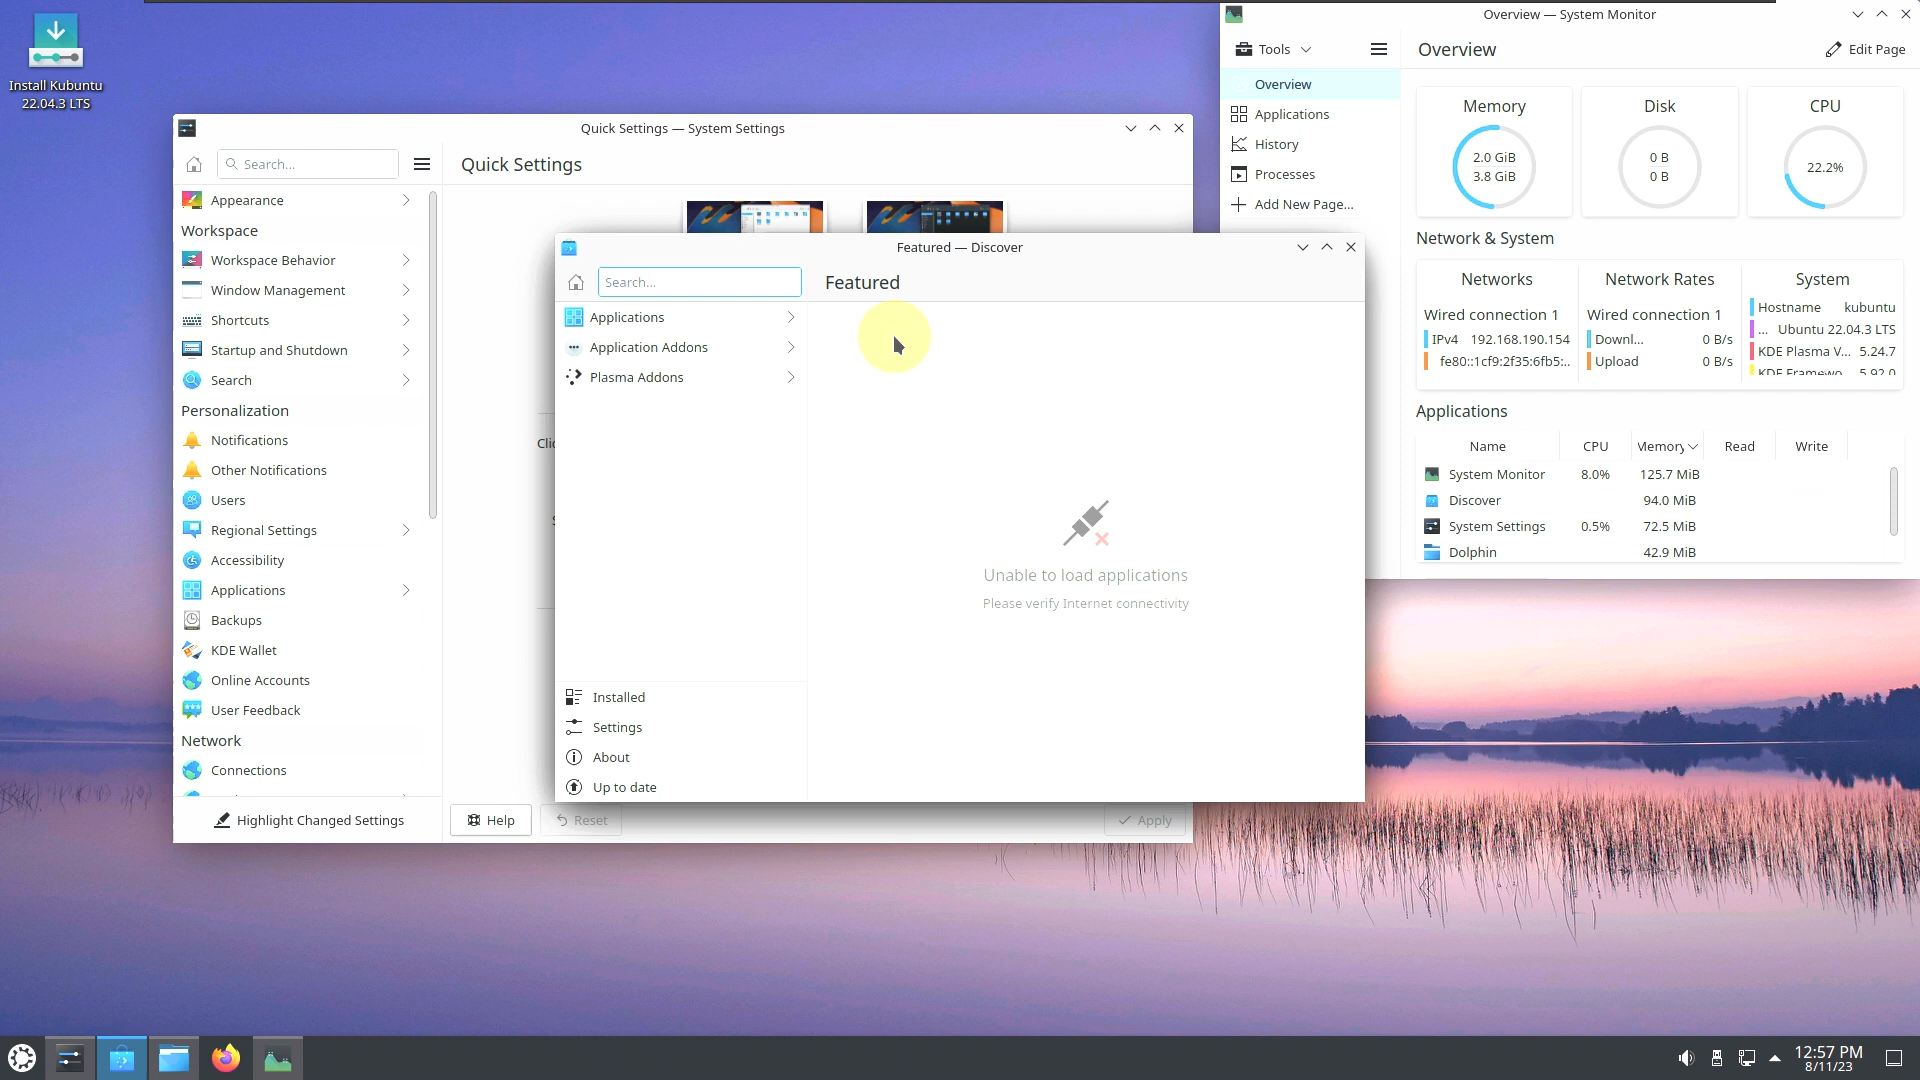 Install Kubuntu
22.04.3 LTS
Quick Settings — System Settings
Search...
Quick Settings
Appearance
Workspace
Workspace Behavior
Window Management
Shortcuts
Startup and Shutdown
Search
Personalization
Notifications
Other Notifications
Users
Regional Settings
Accessibility
Applications
Backups
KDE Wallet
Online Accounts
User Feedback
Network
Connections
Highlight Changed Settings
Help
Reset
Apply
Featured — Discover
Search...
Featured
Applications
Application Addons
Plasma Addons
Unable to load applications
Please verify Internet connectivity
Installed
Settings
About
Up to date
Overview — System Monitor
Tools
Overview
Edit Page
Overview
Applications
History
Processes
Add New Page...
Memory
2.0 GiB
3.8 GiB
Disk
0 B
0 B
CPU
22.2%
Network & System
Networks
Wired connection 1
IPv4 192.168.190.154
fe80::1cf9:2f35:6fb5:...
Network Rates
Wired connection 1
Downl... 0 B/s
Upload 0 B/s
System
Hostname kubuntu
... Ubuntu 22.04.3 LTS
KDE Plasma V... 5.24.7
KDE Framewo... 5.92.0
Applications
Name CPU Memory Read Write
System Monitor 8.0% 125.7 MiB
Discover 94.0 MiB
System Settings 0.5% 72.5 MiB
Dolphin 42.9 MiB
12:57 PM
8/11/23